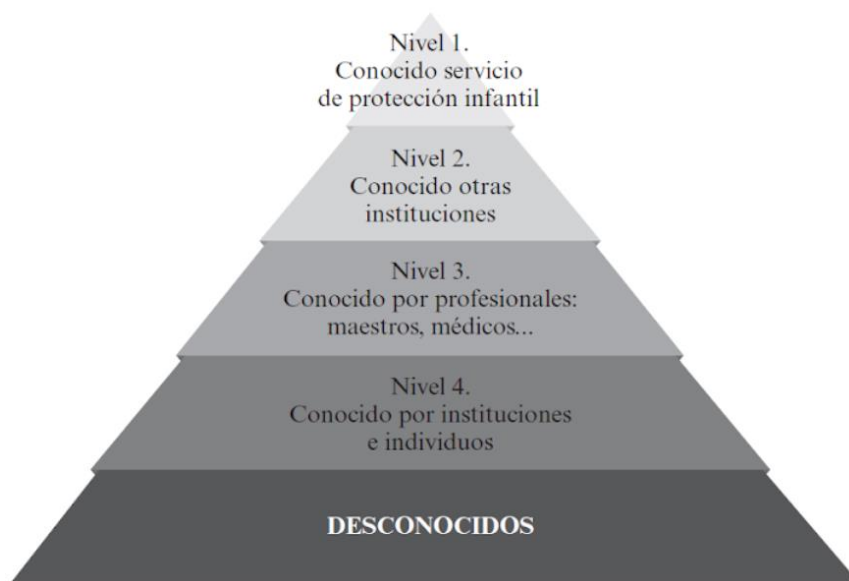 Nivel 1.
Conocido servicio
de protección infantil
Nivel 2.
Conocido otras
instituciones
Nivel 3.
Conocido por profesionales:
maestros, médicos...
Nivel 4.
Conocido por instituciones
e individuos
DESCONOCIDOS